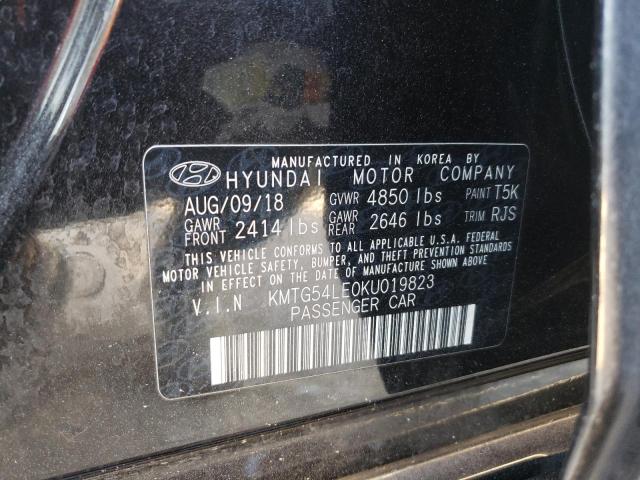 MANUFACTURED IN KOREA BY
HYUNDAI MOTOR COMPANY
AUG/09/18 GVWR 4850 lbs PAINT T5K
GAWR FRONT 2414 lbs GAWR REAR 2646 lbs TRIM RJS
THIS VEHICLE CONFORMS TO ALL APPLICABLE U.S.A. FEDERAL
MOTOR VEHICLE SAFETY, BUMPER, AND THEFT PREVENTION STANDARDS
IN EFFECT ON THE DATE OF MANUFACTURE SHOWN ABOVE.
V.I.N KMTG54LE0KU019823
PASSENGER CAR